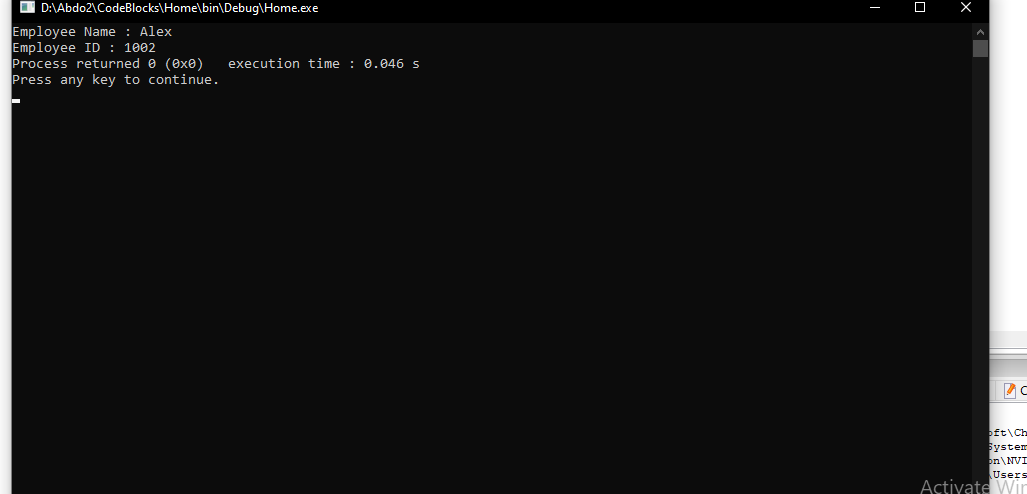 D:\Abdo2\CodeBlocks\Home\bin\Debug\Home.exe
Employee Name : Alex
Employee ID : 1002
Process returned 0 (0x0)   execution time : 0.046 s
Press any key to continue.
oft\Ch
System
on\NVI
\Users
Activate Win